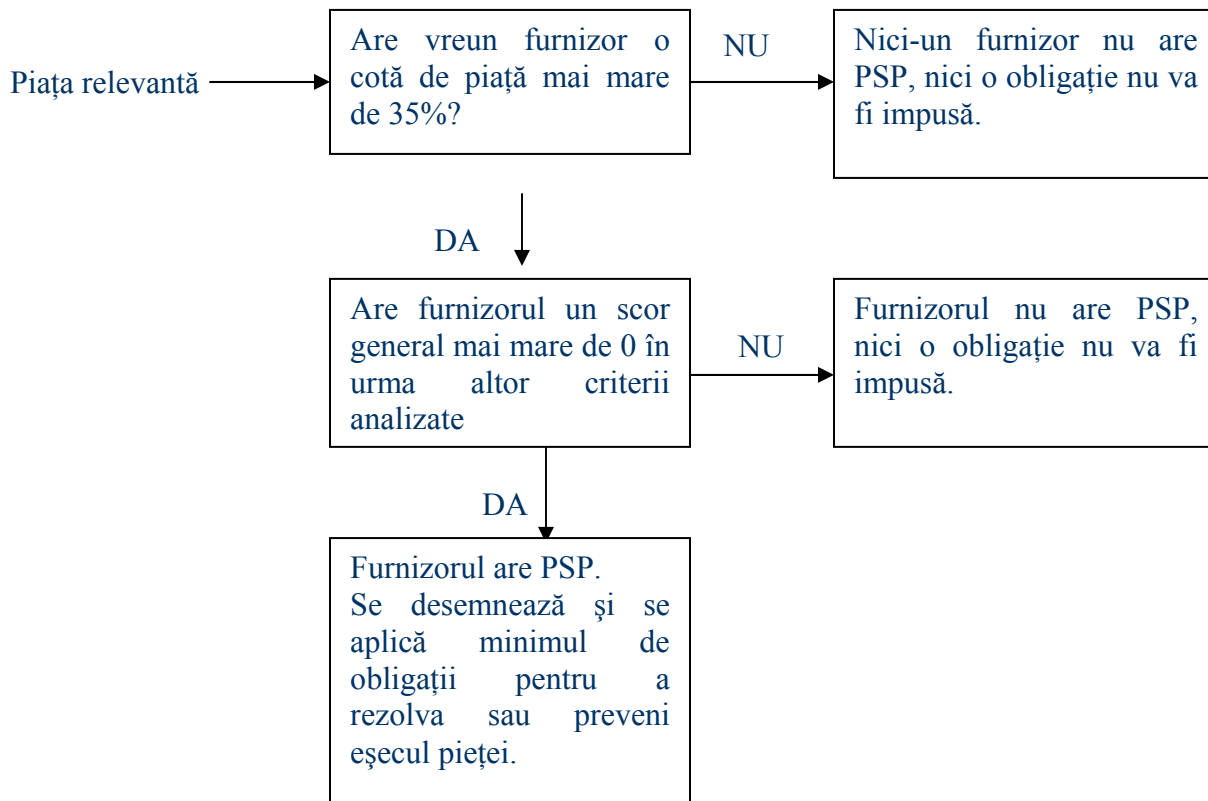 Piața relevantă
Are vreun furnizor o
cotă de piață mai mare
de 35%?
NU
Nici-un furnizor nu are
PSP, nici o obligație nu va
fi impusă.
DA
Are furnizorul un scor
general mai mare de 0 în
urma altor criterii
analizate
NU
Furnizorul nu are PSP,
nici o obligație nu va fi
impusă.
DA
Furnizorul are PSP.
Se desemnează şi se
aplică minimul de
obligații pentru a
rezolva sau preveni
eşecul pieței.